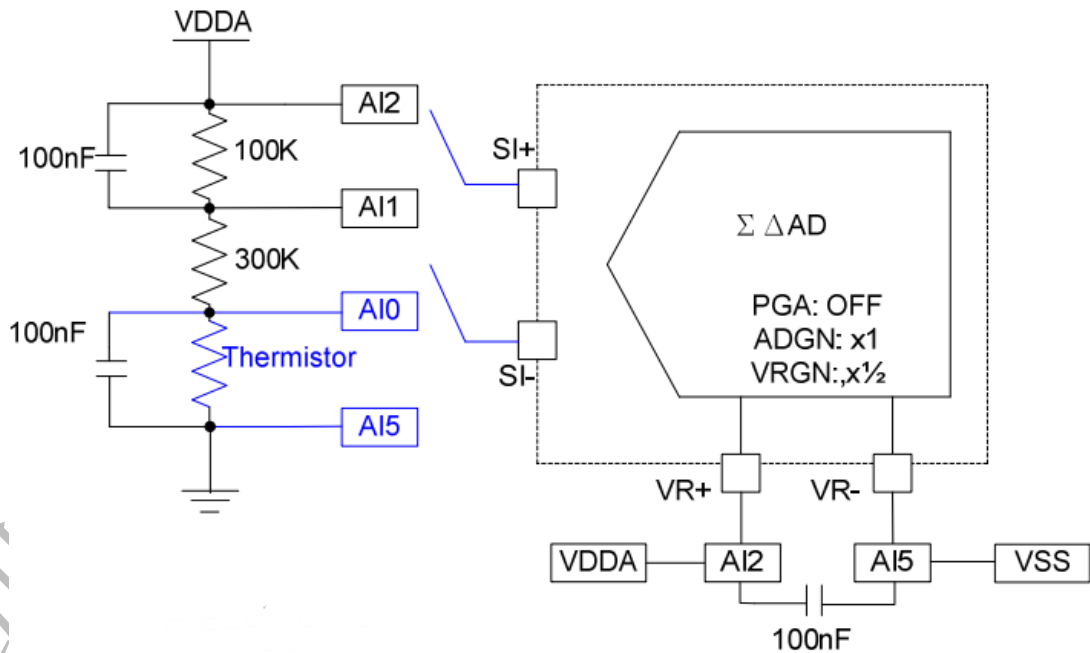 VDDA
AI2
SI+
100nF
100K
AI1
Σ ΔAD
300K
AI0
PGA: OFF
100nF
ADGN: x1
Thermistor
VRGN:,x½
SI-
AI5
VR+
VR-
VDDA
AI2
AI5
VSS
100nF